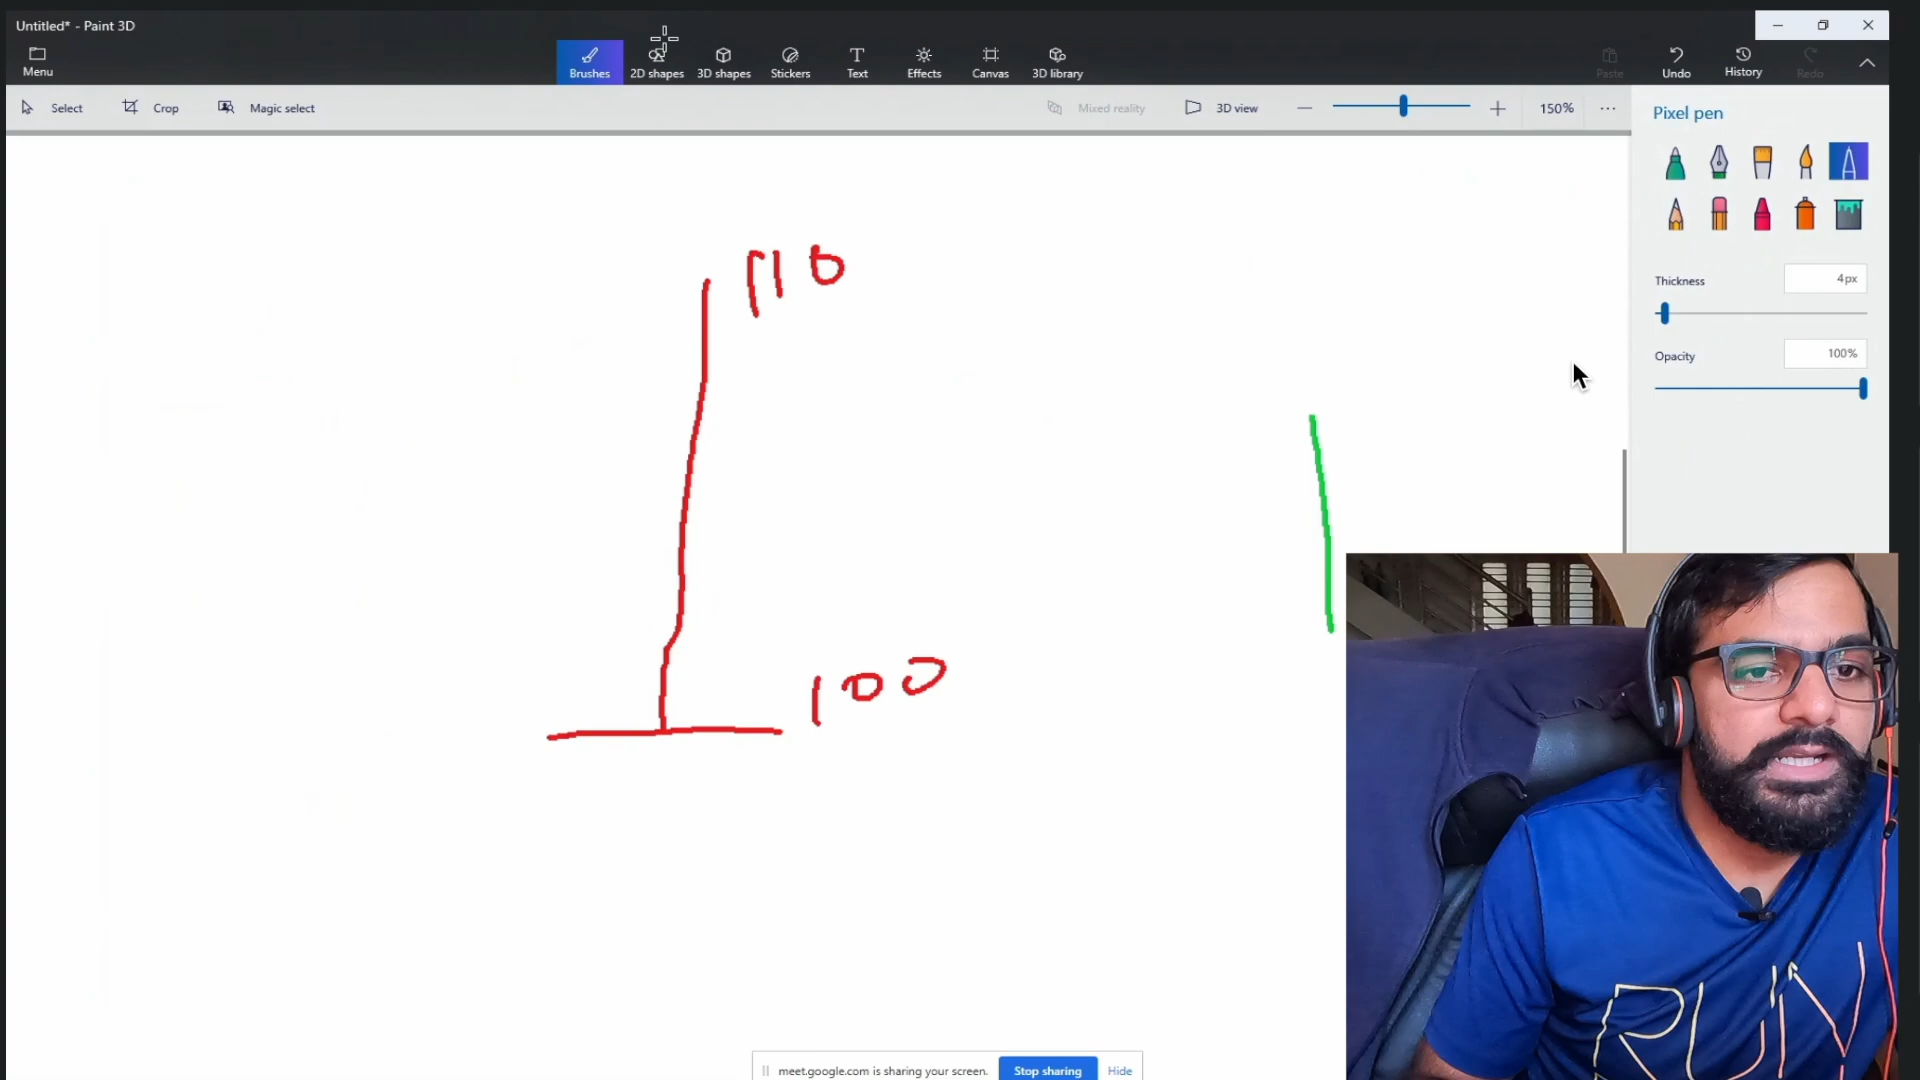 Untitled* - Paint 3D
Menu
Brushes
2D shapes
3D shapes
Stickers
Text
Effects
Canvas
3D library
Paste
Undo
History
Redo
Select
Crop
Magic select
Mixed reality
3D view
150%
Pixel pen
Thickness
4px
Opacity
100%
110
100
RUN
meet.google.com is sharing your screen.
Stop sharing
Hide